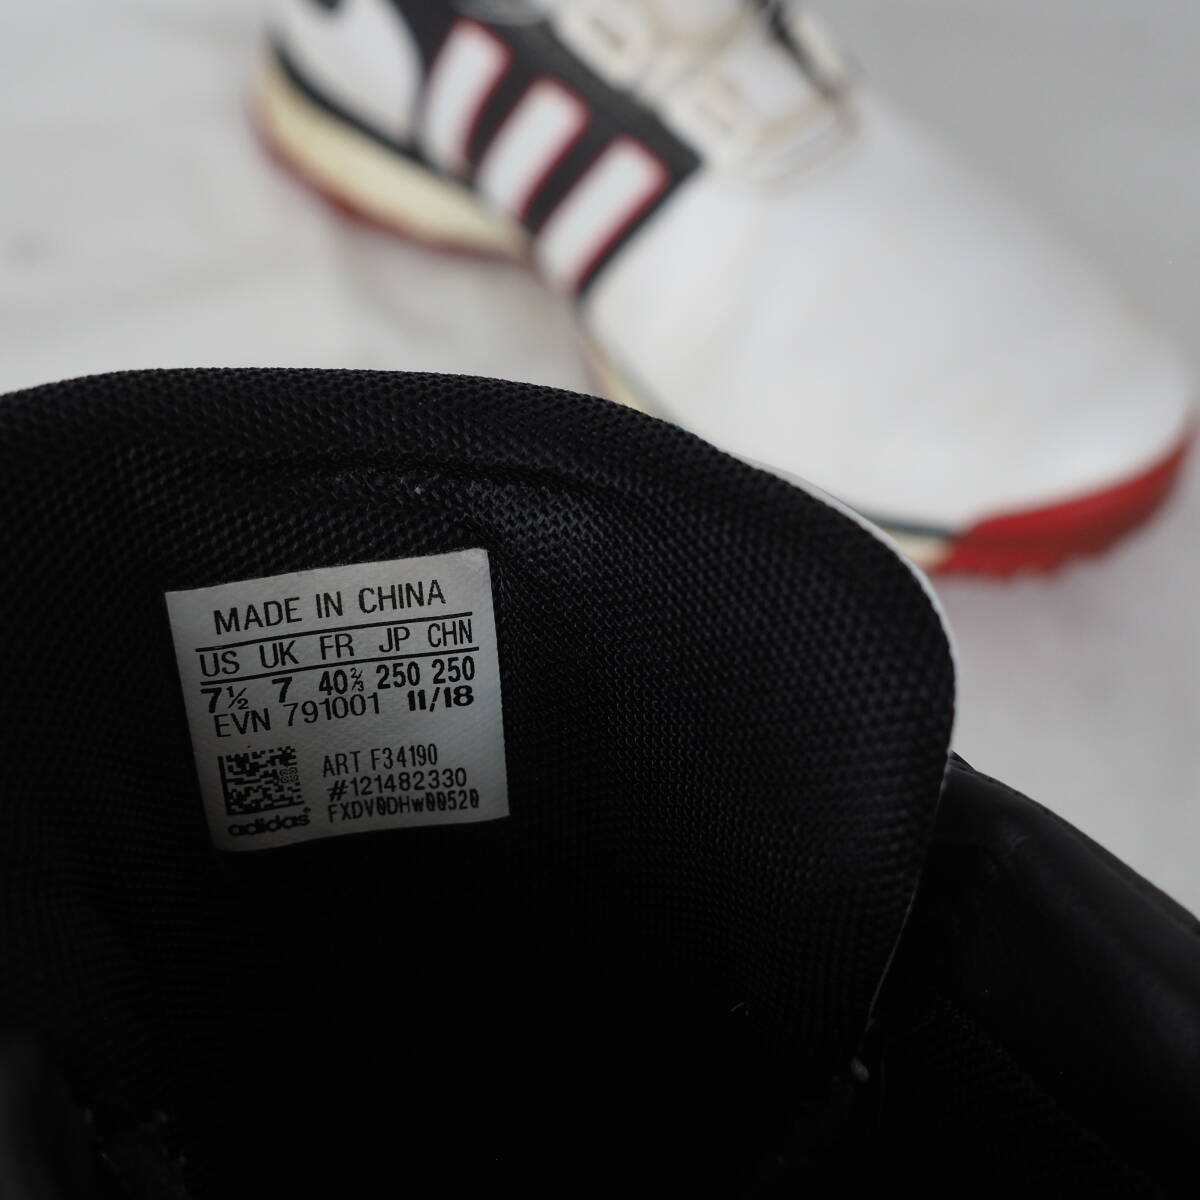 MADE IN CHINA
US UK FR JP CHN
7½ 7 40⅔ 250 250
EVN 791001 11/18
ART F34190
#121482330
FXDV0DHw00520
adidas